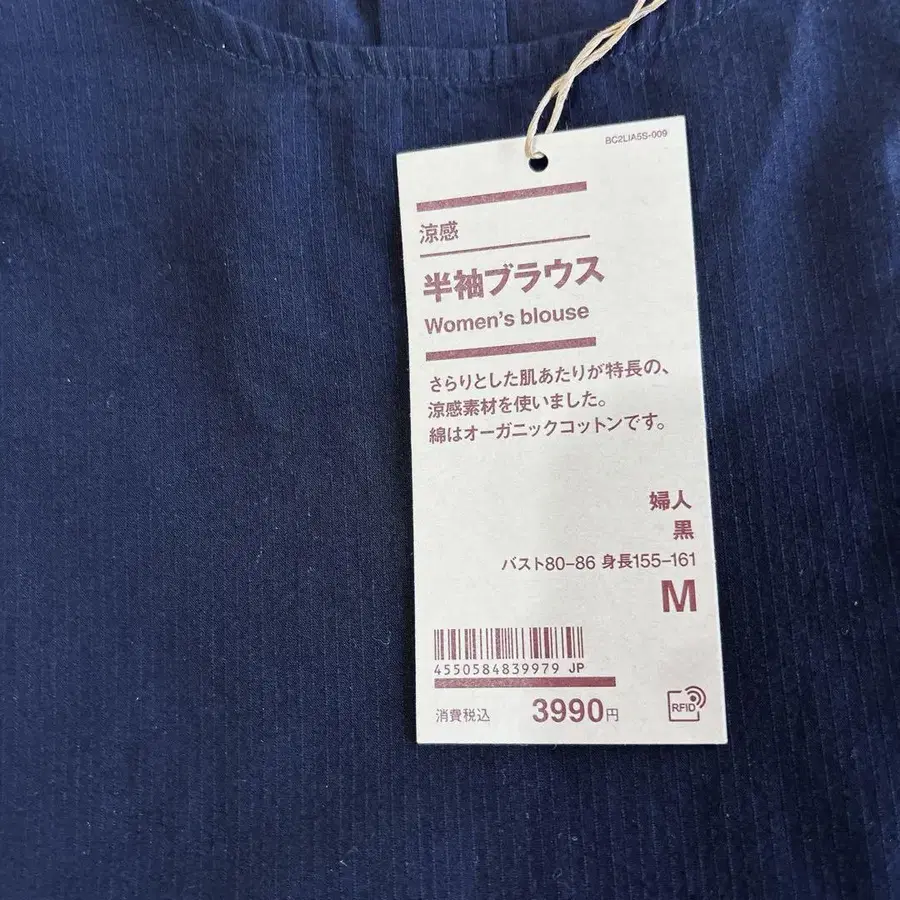 BC2LIA5S-009
涼感
半袖ブラウス
Women's blouse
さらりとした肌あたりが特長の、
涼感素材を使いました。
綿はオーガニックコットンです。
婦人
黒
バスト80-86 身長155-161
M
4550584839979 JP
消費税込 3990円
RFID